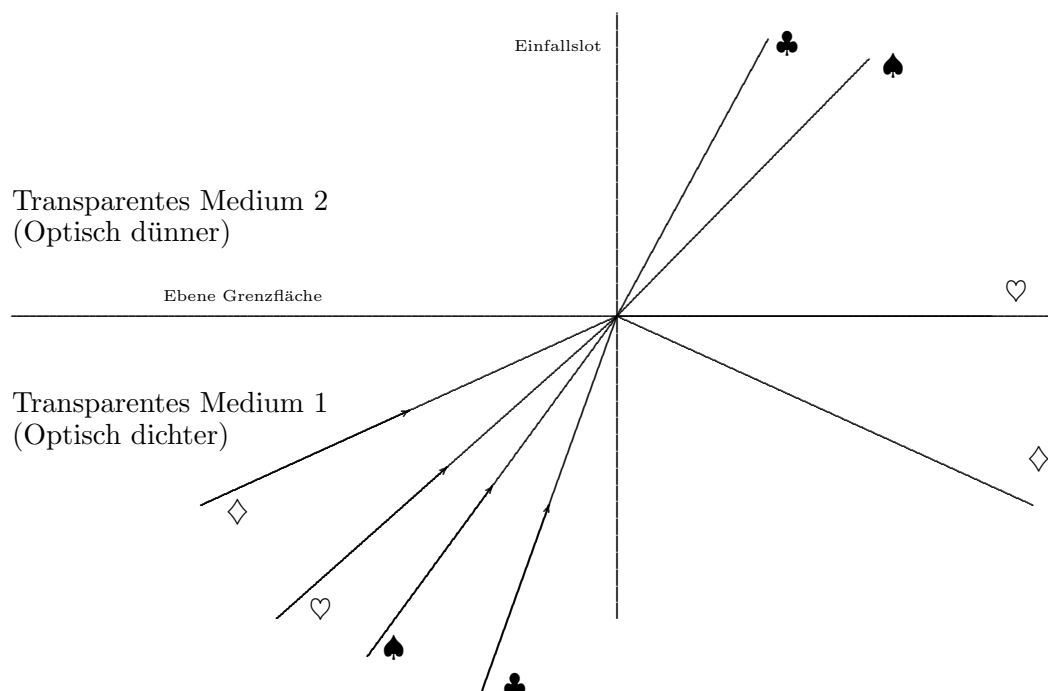 Einfallslot
♣
♠
Transparentes Medium 2
(Optisch dünner)
Ebene Grenzfläche
♡
Transparentes Medium 1
(Optisch dichter)
♢
♢
♡
♠
♣